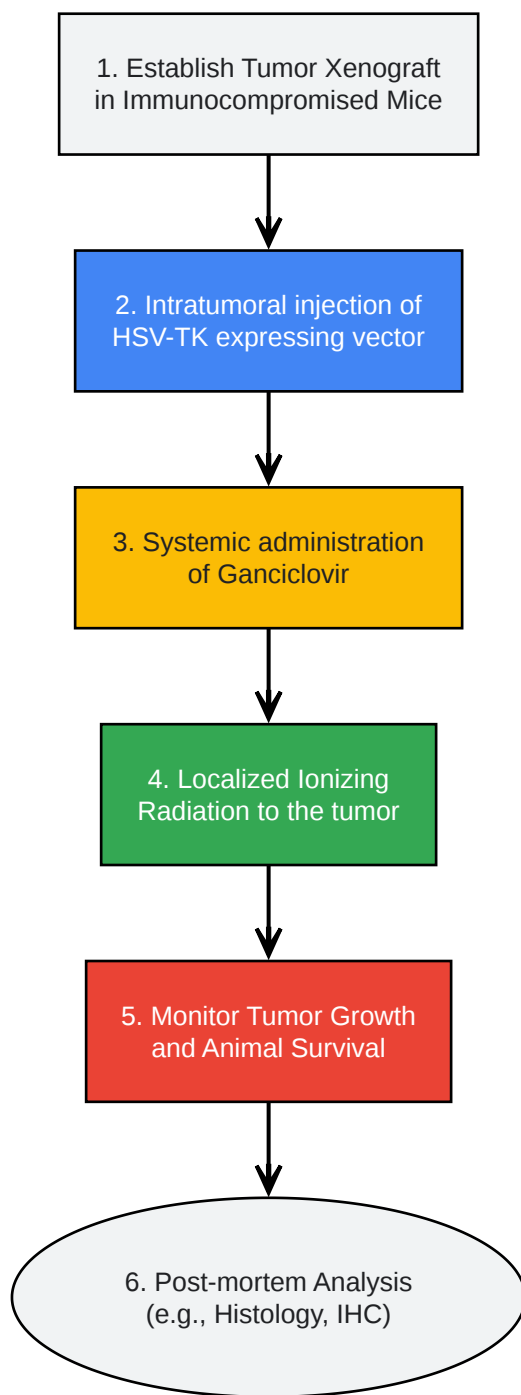 1. Establish Tumor Xenograft
in Immunocompromised Mice
2. Intratumoral injection of
HSV-TK expressing vector
3. Systemic administration
of Ganciclovir
4. Localized Ionizing
Radiation to the tumor
5. Monitor Tumor Growth
and Animal Survival
6. Post-mortem Analysis
(e.g., Histology, IHC)